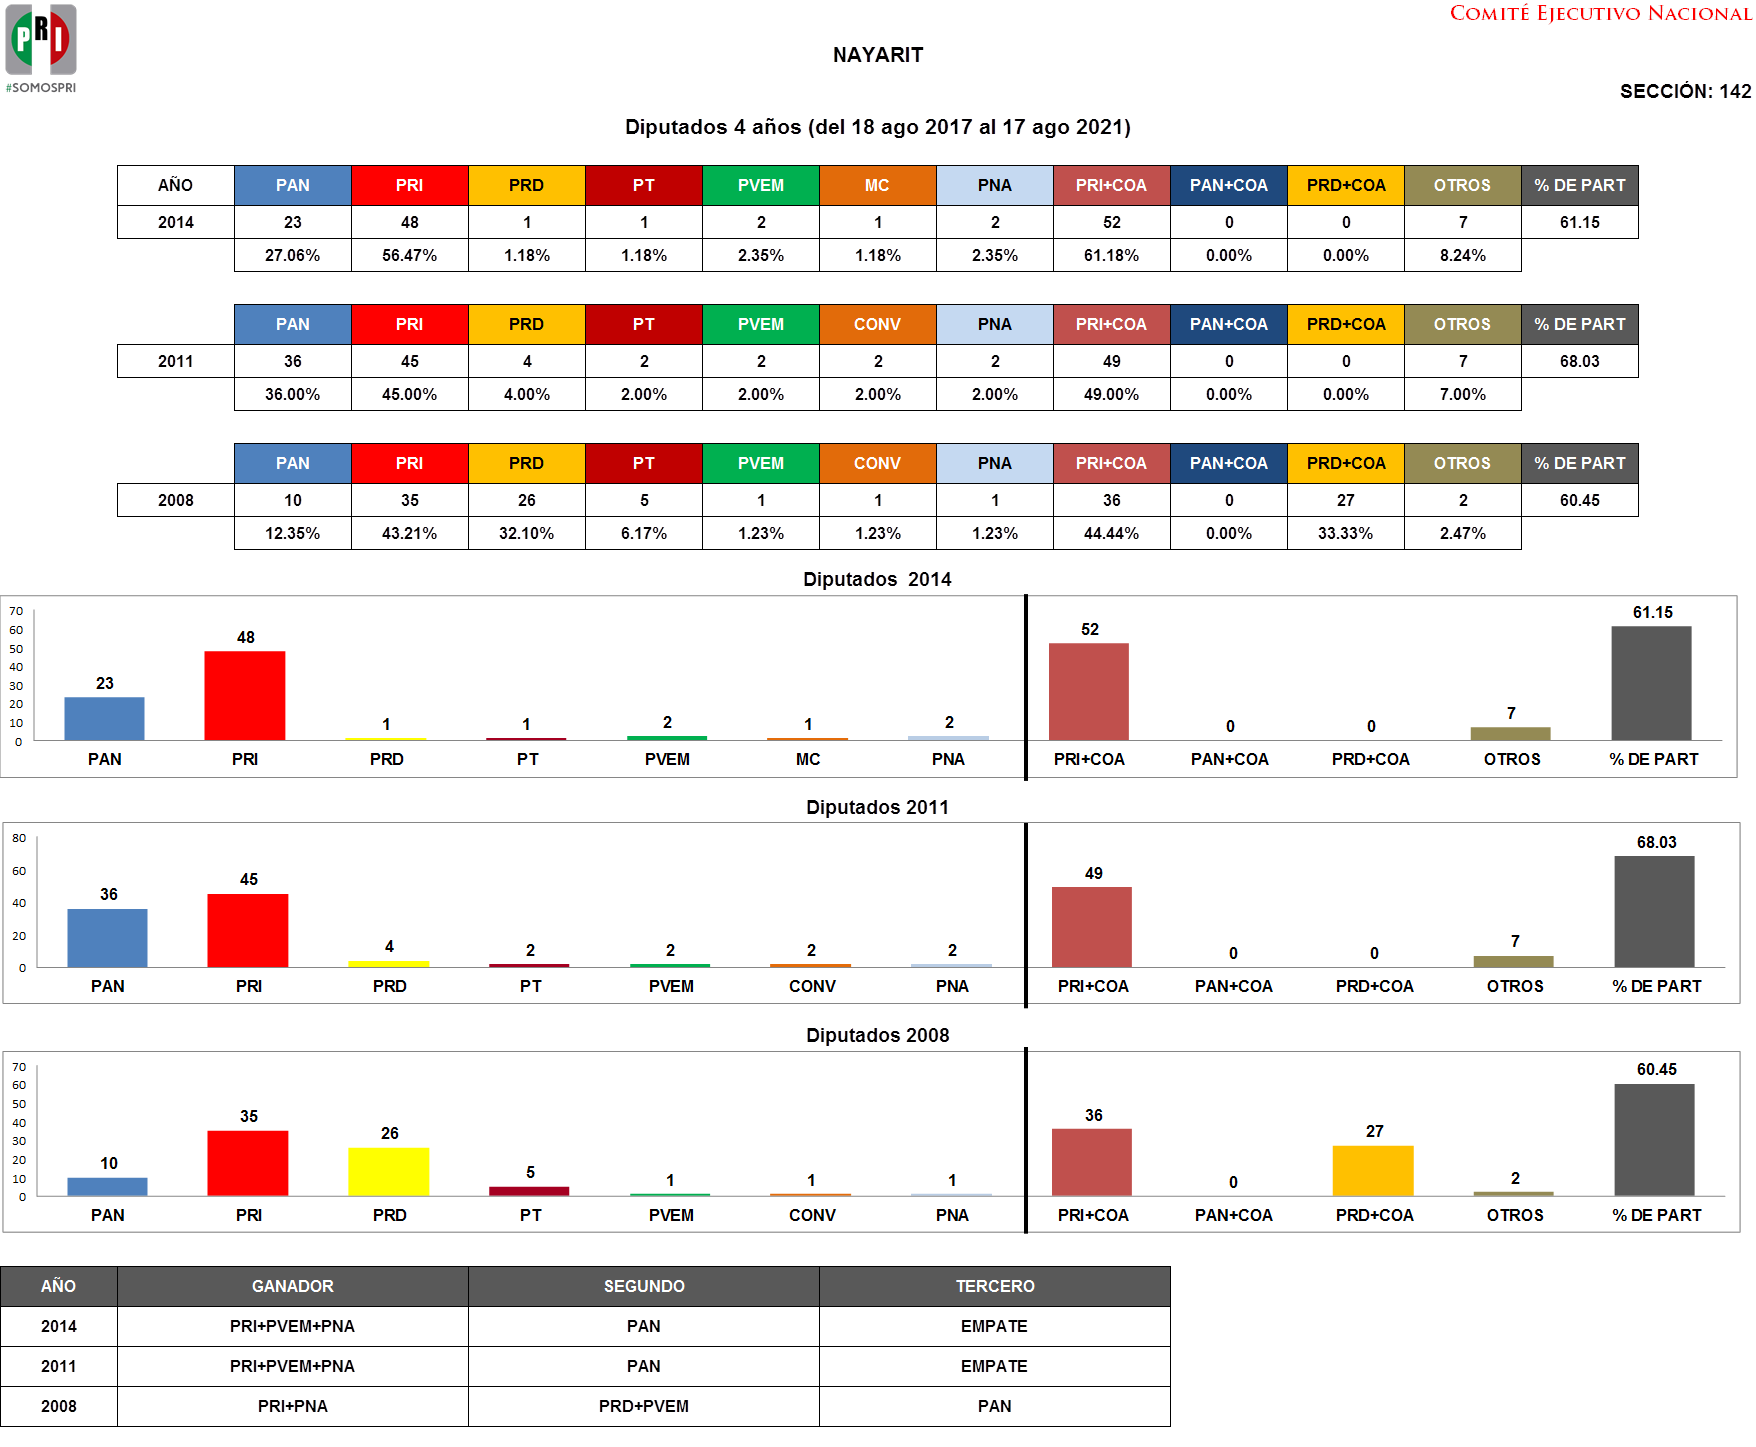 PRI
#SOMOSPRI
COMITÉ EJECUTIVO NACIONAL
NAYARIT
SECCIÓN: 142
Diputados 4 años (del 18 ago 2017 al 17 ago 2021)
AÑO PAN PRI PRD PT PVEM MC PNA PRI+COA PAN+COA PRD+COA OTROS % DE PART
2014 23 48 1 1 2 1 2 52 0 0 7 61.15
27.06% 56.47% 1.18% 1.18% 2.35% 1.18% 2.35% 61.18% 0.00% 0.00% 8.24%
PAN PRI PRD PT PVEM CONV PNA PRI+COA PAN+COA PRD+COA OTROS % DE PART
2011 36 45 4 2 2 2 2 49 0 0 7 68.03
36.00% 45.00% 4.00% 2.00% 2.00% 2.00% 2.00% 49.00% 0.00% 0.00% 7.00%
PAN PRI PRD PT PVEM CONV PNA PRI+COA PAN+COA PRD+COA OTROS % DE PART
2008 10 35 26 5 1 1 1 36 0 27 2 60.45
12.35% 43.21% 32.10% 6.17% 1.23% 1.23% 1.23% 44.44% 0.00% 33.33% 2.47%
Diputados 2014
70
60
50
40
30
20
10
0
23 48 1 1 2 1 2 52 0 0 7 61.15
PAN PRI PRD PT PVEM MC PNA PRI+COA PAN+COA PRD+COA OTROS % DE PART
Diputados 2011
80
60
40
20
0
36 45 4 2 2 2 2 49 0 0 7 68.03
PAN PRI PRD PT PVEM CONV PNA PRI+COA PAN+COA PRD+COA OTROS % DE PART
Diputados 2008
70
60
50
40
30
20
10
0
10 35 26 5 1 1 1 36 0 27 2 60.45
PAN PRI PRD PT PVEM CONV PNA PRI+COA PAN+COA PRD+COA OTROS % DE PART
AÑO GANADOR SEGUNDO TERCERO
2014 PRI+PVEM+PNA PAN EMPATE
2011 PRI+PVEM+PNA PAN EMPATE
2008 PRI+PNA PRD+PVEM PAN